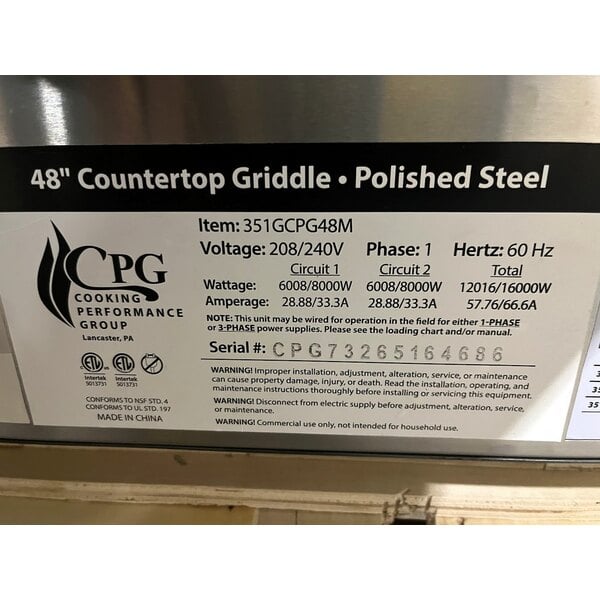 48" Countertop Griddle • Polished Steel
Item: 351GCPG48M
Voltage: 208/240V Phase: 1 Hertz: 60 Hz
Circuit 1 Circuit 2 Total
Wattage: 6008/8000W 6008/8000W 12016/16000W
Amperage: 28.88/33.3A 28.88/33.3A 57.76/66.6A
NOTE: This unit may be wired for operation in the field for either 1-PHASE
or 3-PHASE power supplies. Please see the loading chart and/or manual.
Serial #: CPG73265164686
WARNING! Improper installation, adjustment, alteration, service, or maintenance
can cause property damage, injury, or death. Read the installation, operating, and
maintenance instructions thoroughly before installing or servicing this equipment.
WARNING! Disconnect from electric supply before adjustment, alteration, service,
or maintenance.
WARNING! Commercial use only, not intended for household use.
CPG
COOKING
PERFORMANCE
GROUP
Lancaster, PA
ETL ETL
Intertek Intertek
5013731 5013731
CONFORMS TO NSF STD. 4
CONFORMS TO UL STD. 197
MADE IN CHINA